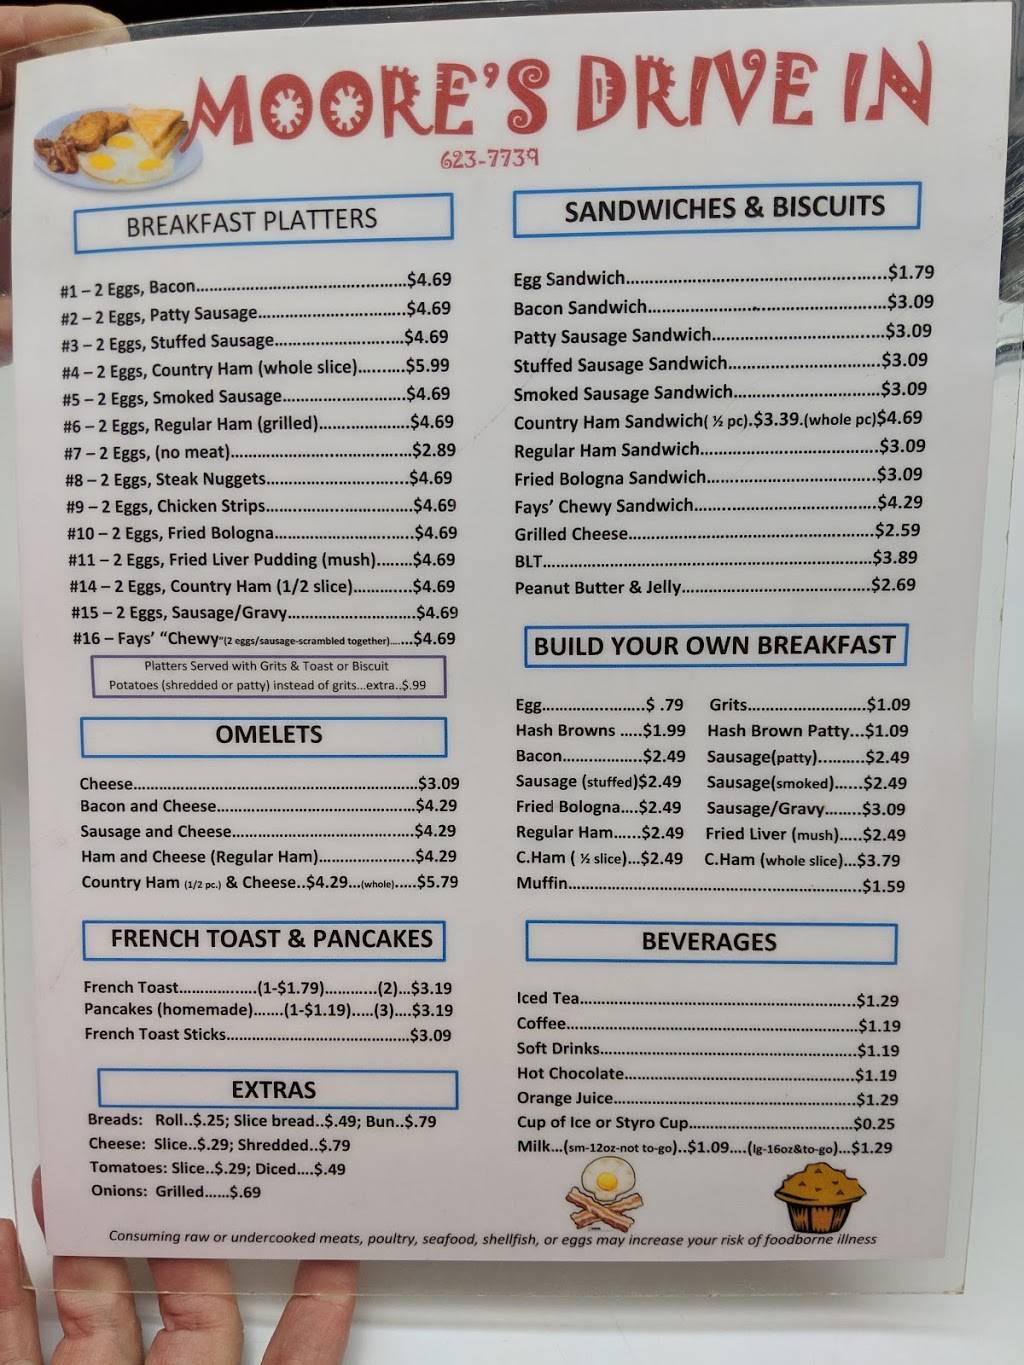 MOORE'S DRIVE IN
623-7739
BREAKFAST PLATTERS
#1 – 2 Eggs, Bacon...$4.69
#2 – 2 Eggs, Patty Sausage...$4.69
#3 – 2 Eggs, Stuffed Sausage...$4.69
#4 – 2 Eggs, Country Ham (whole slice)...$5.99
#5 – 2 Eggs, Smoked Sausage...$4.69
#6 – 2 Eggs, Regular Ham (grilled)...$4.69
#7 – 2 Eggs, (no meat)...$2.89
#8 – 2 Eggs, Steak Nuggets...$4.69
#9 – 2 Eggs, Chicken Strips...$4.69
#10 – 2 Eggs, Fried Bologna...$4.69
#11 – 2 Eggs, Fried Liver Pudding (mush)...$4.69
#14 – 2 Eggs, Country Ham (1/2 slice)...$4.69
#15 – 2 Eggs, Sausage/Gravy...$4.69
#16 – Fays' "Chewy"(2 eggs/sausage-scrambled together)...$4.69
Platters Served with Grits & Toast or Biscuit
Potatoes (shredded or patty) instead of grits...extra..$.99
OMELETS
Cheese...$3.09
Bacon and Cheese...$4.29
Sausage and Cheese...$4.29
Ham and Cheese (Regular Ham)...$4.29
Country Ham (1/2 pc.) & Cheese..$4.29...(whole).....$5.79
FRENCH TOAST & PANCAKES
French Toast...(1-$1.79)...(2)...$3.19
Pancakes (homemade).......(1-$1.19).....(3)....$3.19
French Toast Sticks...$3.09
EXTRAS
Breads: Roll..$.25; Slice bread..$.49; Bun..$.79
Cheese: Slice..$.29; Shredded..$.79
Tomatoes: Slice..$.29; Diced....$.49
Onions: Grilled......$.69
SANDWICHES & BISCUITS
Egg Sandwich...$1.79
Bacon Sandwich...$3.09
Patty Sausage Sandwich...$3.09
Stuffed Sausage Sandwich...$3.09
Smoked Sausage Sandwich...$3.09
Country Ham Sandwich( ½ pc).$3.39.(whole pc)$4.69
Regular Ham Sandwich...$3.09
Fried Bologna Sandwich...$3.09
Fays' Chewy Sandwich...$4.29
Grilled Cheese...$2.59
BLT...$3.89
Peanut Butter & Jelly...$2.69
BUILD YOUR OWN BREAKFAST
Egg...$ .79 Grits...$1.09
Hash Browns .....$1.99 Hash Brown Patty...$1.09
Bacon...$2.49 Sausage(patty)...$2.49
Sausage (stuffed)$2.49 Sausage(smoked)......$2.49
Fried Bologna....$2.49 Sausage/Gravy........$3.09
Regular Ham......$2.49 Fried Liver (mush).....$2.49
C.Ham ( ½ slice)...$2.49 C.Ham (whole slice)...$3.79
Muffin...$1.59
BEVERAGES
Iced Tea...$1.29
Coffee...$1.19
Soft Drinks...$1.19
Hot Chocolate...$1.19
Orange Juice...$1.29
Cup of Ice or Styro Cup...$0.25
Milk...(sm-12oz-not to-go)..$1.09....(lg-16oz&to-go)...$1.29
Consuming raw or undercooked meats, poultry, seafood, shellfish, or eggs may increase your risk of foodborne illness